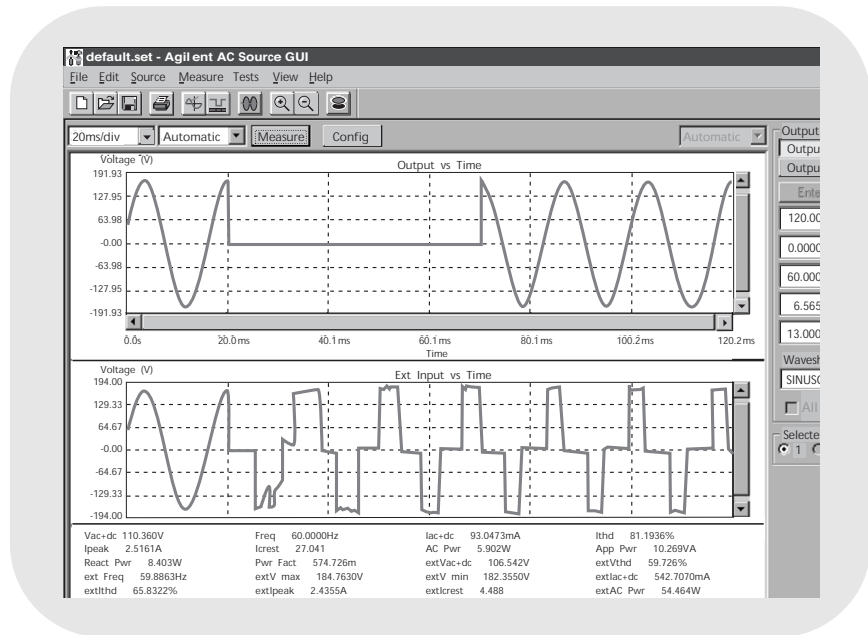 default.set - Agilent AC Source GUI
File Edit Source Measure Tests View Help
20ms/div Automatic Measure Config Automatic
Output
Outpu
Outpu
Ente
120.00
0.0000
60.000
6.565
13.000
Wavesh
SINUSO
All
Selecte
1
Voltage (V)
Output vs Time
191.93
127.95
63.98
-0.00
-63.98
-127.95
-191.93
0.0s 20.0ms 40.1ms 60.1ms 80.1ms 100.2ms 120.2ms
Time
Voltage (V)
Ext Input vs Time
194.00
129.33
64.67
-0.00
-64.67
-129.33
-194.00
Vac+dc 110.360V Freq 60.0000Hz Iac+dc 93.0473mA Ithd 81.1936%
Ipeak 2.5161A Icrest 27.041 AC Pwr 5.902W App Pwr 10.269VA
React Pwr 8.403W Pwr Fact 574.726m extVac+dc 106.542V extVthd 59.726%
ext Freq 59.8863Hz extV max 184.7630V extV min 182.3550V extIac+dc 542.7070mA
extIthd 65.8322% extIpeak 2.4355A extIcrest 4.488 extAC Pwr 54.464W